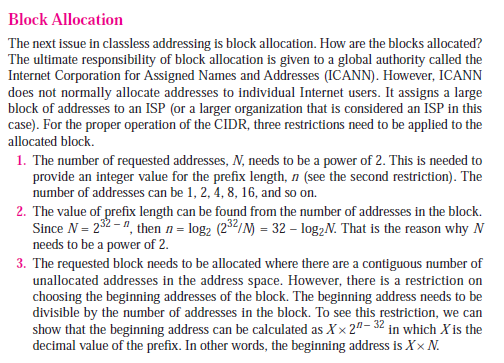 Block Allocation
The next issue in classless addressing is block allocation. How are the blocks allocated?
The ultimate responsibility of block allocation is given to a global authority called the
Internet Corporation for Assigned Names and Addresses (ICANN). However, ICANN
does not normally allocate addresses to individual Internet users. It assigns a large
block of addresses to an ISP (or a larger organization that is considered an ISP in this
case). For the proper operation of the CIDR, three restrictions need to be applied to the
allocated block.
1. The number of requested addresses, N, needs to be a power of 2. This is needed to
provide an integer value for the prefix length, n (see the second restriction). The
number of addresses can be 1, 2, 4, 8, 16, and so on.
2. The value of prefix length can be found from the number of addresses in the block.
Since N = 2³² ⁻ ⁿ, then n = log₂ (2³²/N) = 32 – log₂N. That is the reason why N
needs to be a power of 2.
3. The requested block needs to be allocated where there are a contiguous number of
unallocated addresses in the address space. However, there is a restriction on
choosing the beginning addresses of the block. The beginning address needs to be
divisible by the number of addresses in the block. To see this restriction, we can
show that the beginning address can be calculated as X × 2ⁿ⁻ ³² in which X is the
decimal value of the prefix. In other words, the beginning address is X × N.